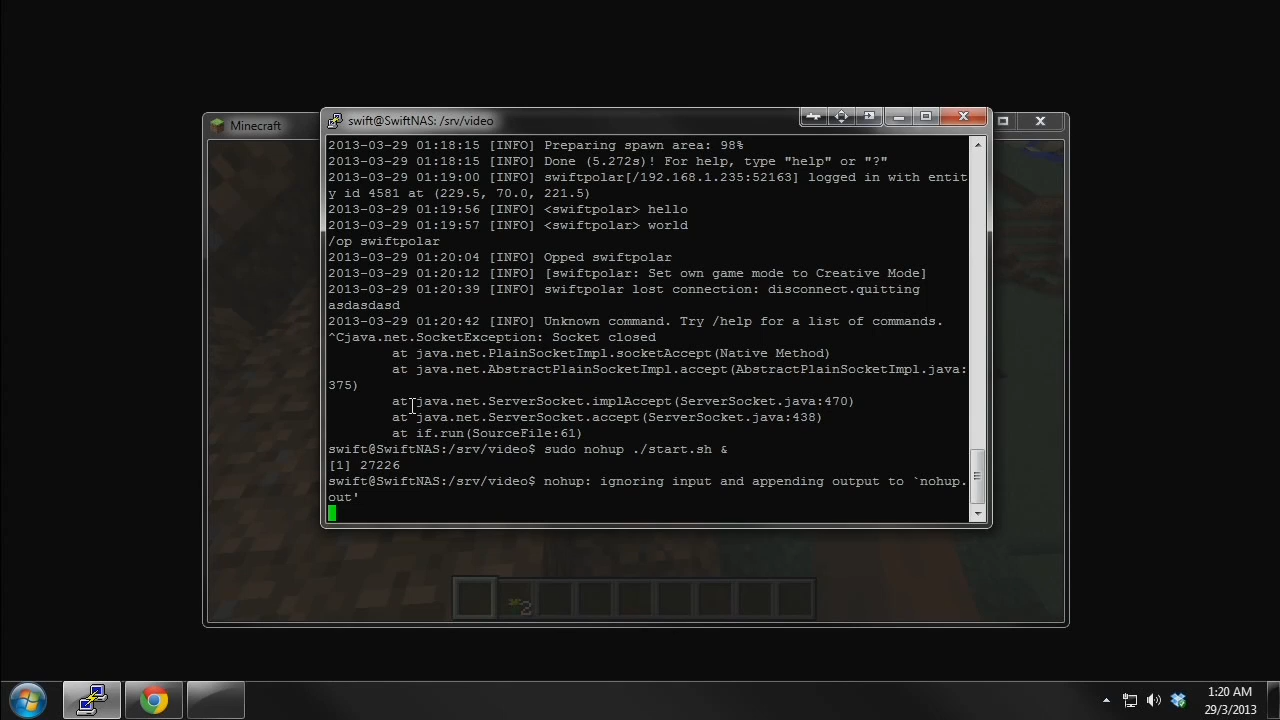 Minecraft
swift@SwiftNAS: /srv/video
2013-03-29 01:18:15 [INFO] Preparing spawn area: 98%
2013-03-29 01:18:15 [INFO] Done (5.272s)! For help, type "help" or "?"
2013-03-29 01:19:00 [INFO] swiftpolar[/192.168.1.235:52163] logged in with entit
y id 4581 at (229.5, 70.0, 221.5)
2013-03-29 01:19:56 [INFO] <swiftpolar> hello
2013-03-29 01:19:57 [INFO] <swiftpolar> world
/op swiftpolar
2013-03-29 01:20:04 [INFO] Opped swiftpolar
2013-03-29 01:20:12 [INFO] [swiftpolar: Set own game mode to Creative Mode]
2013-03-29 01:20:39 [INFO] swiftpolar lost connection: disconnect.quitting
asdasdasd
2013-03-29 01:20:42 [INFO] Unknown command. Try /help for a list of commands.
^Cjava.net.SocketException: Socket closed
at java.net.PlainSocketImpl.socketAccept(Native Method)
at java.net.AbstractPlainSocketImpl.accept(AbstractPlainSocketImpl.java:
375)
at java.net.ServerSocket.implAccept(ServerSocket.java:470)
at java.net.ServerSocket.accept(ServerSocket.java:438)
at if.run(SourceFile:61)
swift@SwiftNAS:/srv/video$ sudo nohup ./start.sh &
[1] 27226
swift@SwiftNAS:/srv/video$ nohup: ignoring input and appending output to `nohup.
out'
2
1:20 AM
29/3/2013